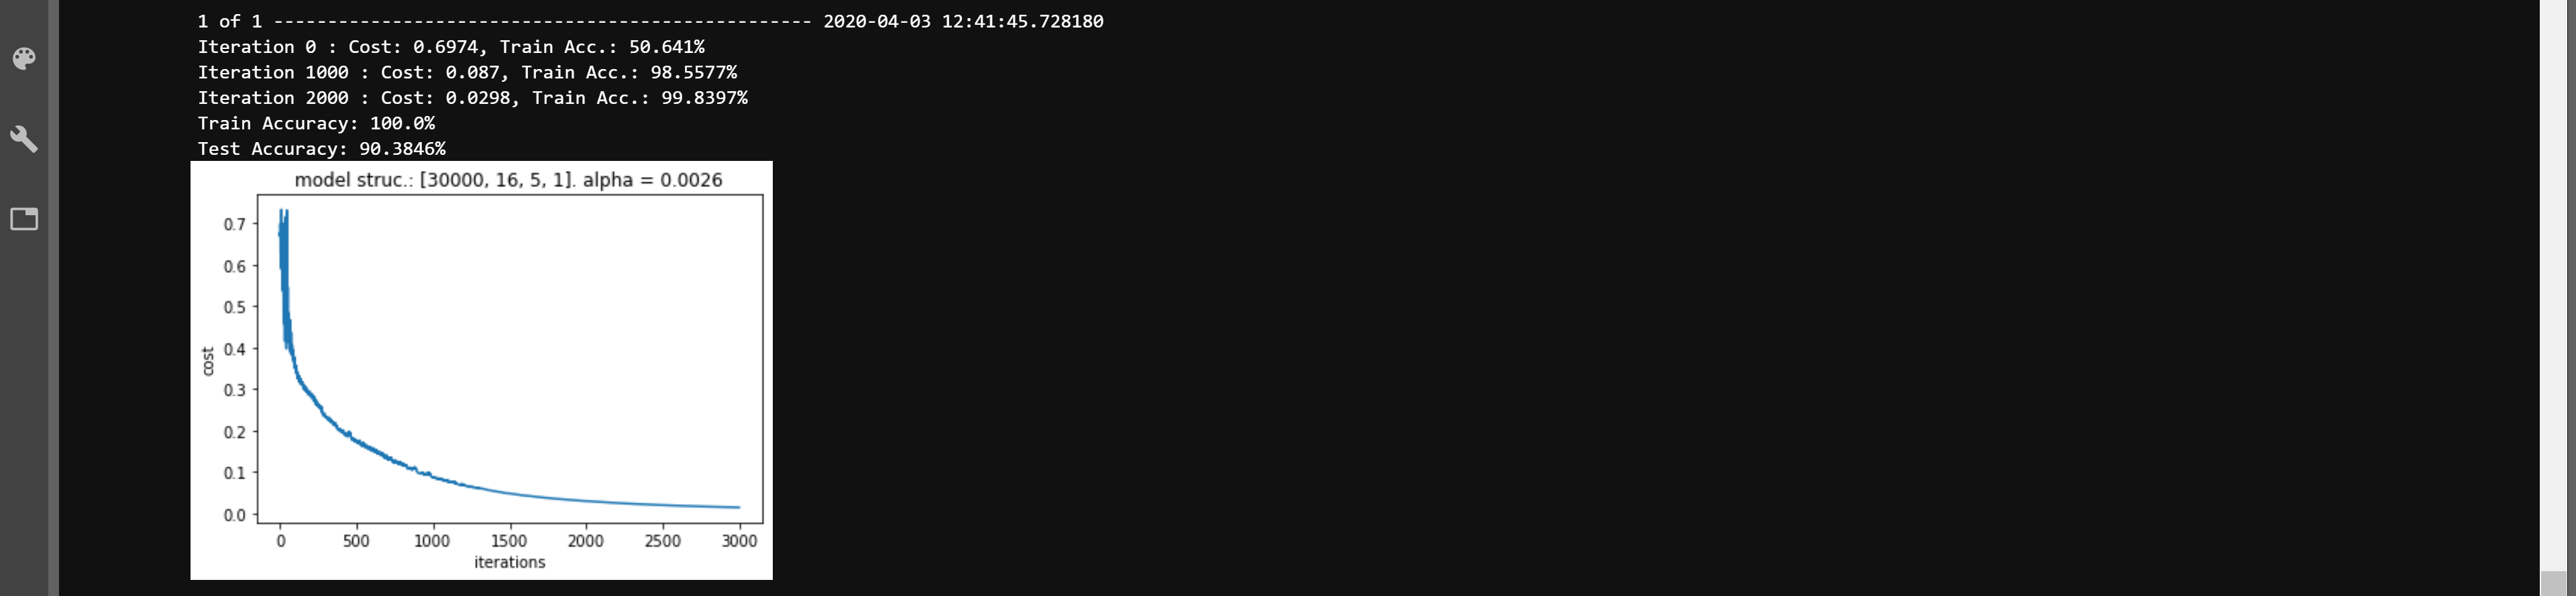 1 of 1 -------------------------------------------------- 2020-04-03 12:41:45.728180
Iteration 0 : Cost: 0.6974, Train Acc.: 50.641%
Iteration 1000 : Cost: 0.087, Train Acc.: 98.5577%
Iteration 2000 : Cost: 0.0298, Train Acc.: 99.8397%
Train Accuracy: 100.0%
Test Accuracy: 90.3846%
model struc.: [30000, 16, 5, 1]. alpha = 0.0026
0.7
0.6
0.5
0.4
0.3
0.2
0.1
0.0
cost
0 500 1000 1500 2000 2500 3000
iterations